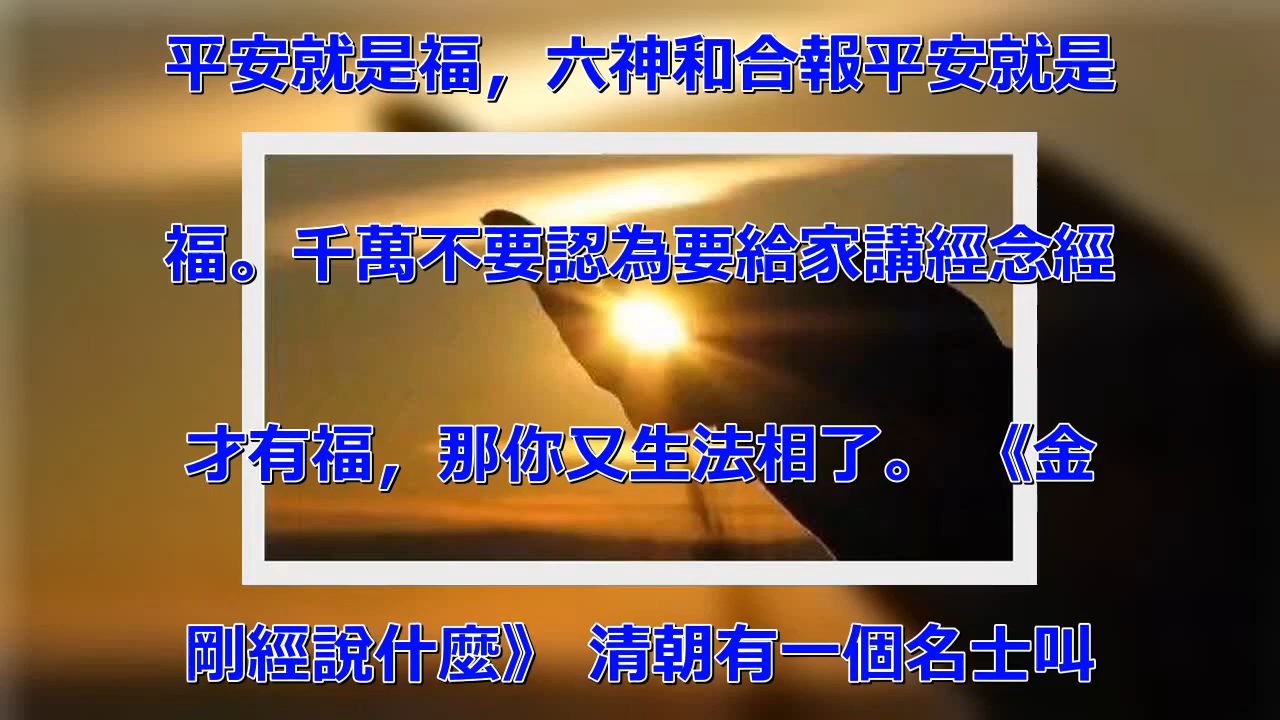 平安就是福，六神和合報平安就是
福。千萬不要認為要給家講經念經
才有福，那你又生法相了。 《金
剛經說什麼》 清朝有一個名士叫